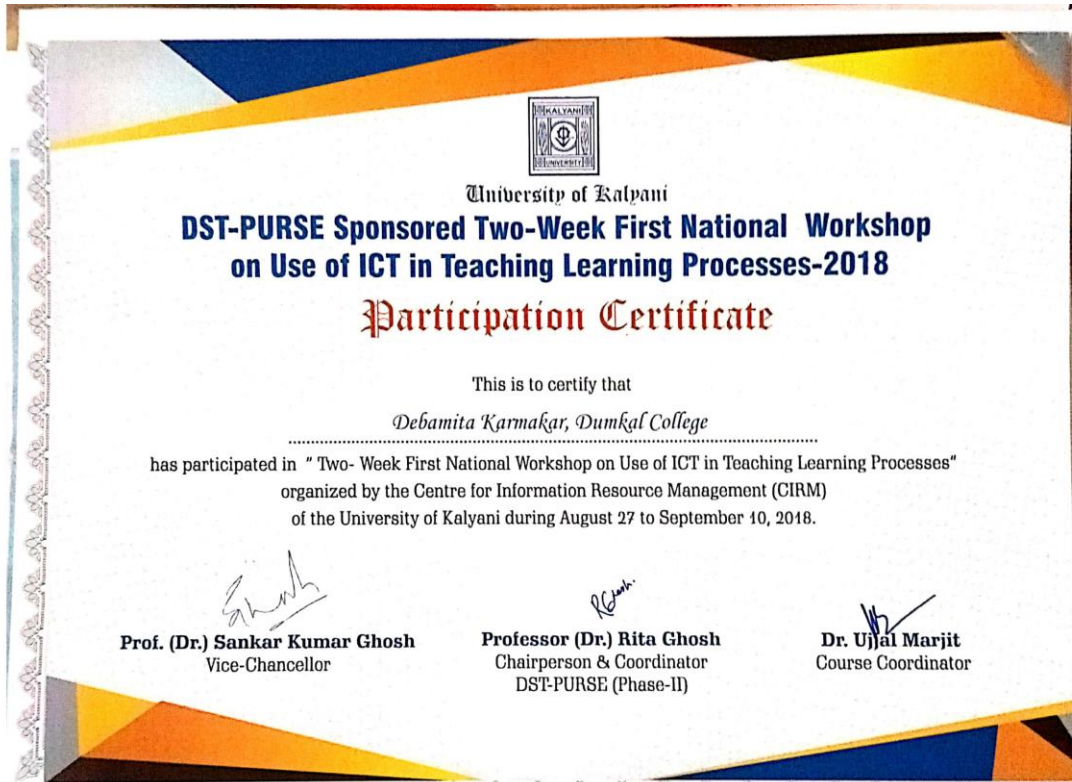 KALYANI
UNIVERSITY
University of Kalyani
DST-PURSE Sponsored Two-Week First National Workshop
on Use of ICT in Teaching Learning Processes-2018
Participation Certificate
This is to certify that
Debamita Karmakar, Dumkal College
has participated in " Two- Week First National Workshop on Use of ICT in Teaching Learning Processes"
organized by the Centre for Information Resource Management (CIRM)
of the University of Kalyani during August 27 to September 10, 2018.
RGhosh.
Prof. (Dr.) Sankar Kumar Ghosh
Vice-Chancellor
Professor (Dr.) Rita Ghosh
Chairperson & Coordinator
DST-PURSE (Phase-II)
Dr. Ujjal Marjit
Course Coordinator